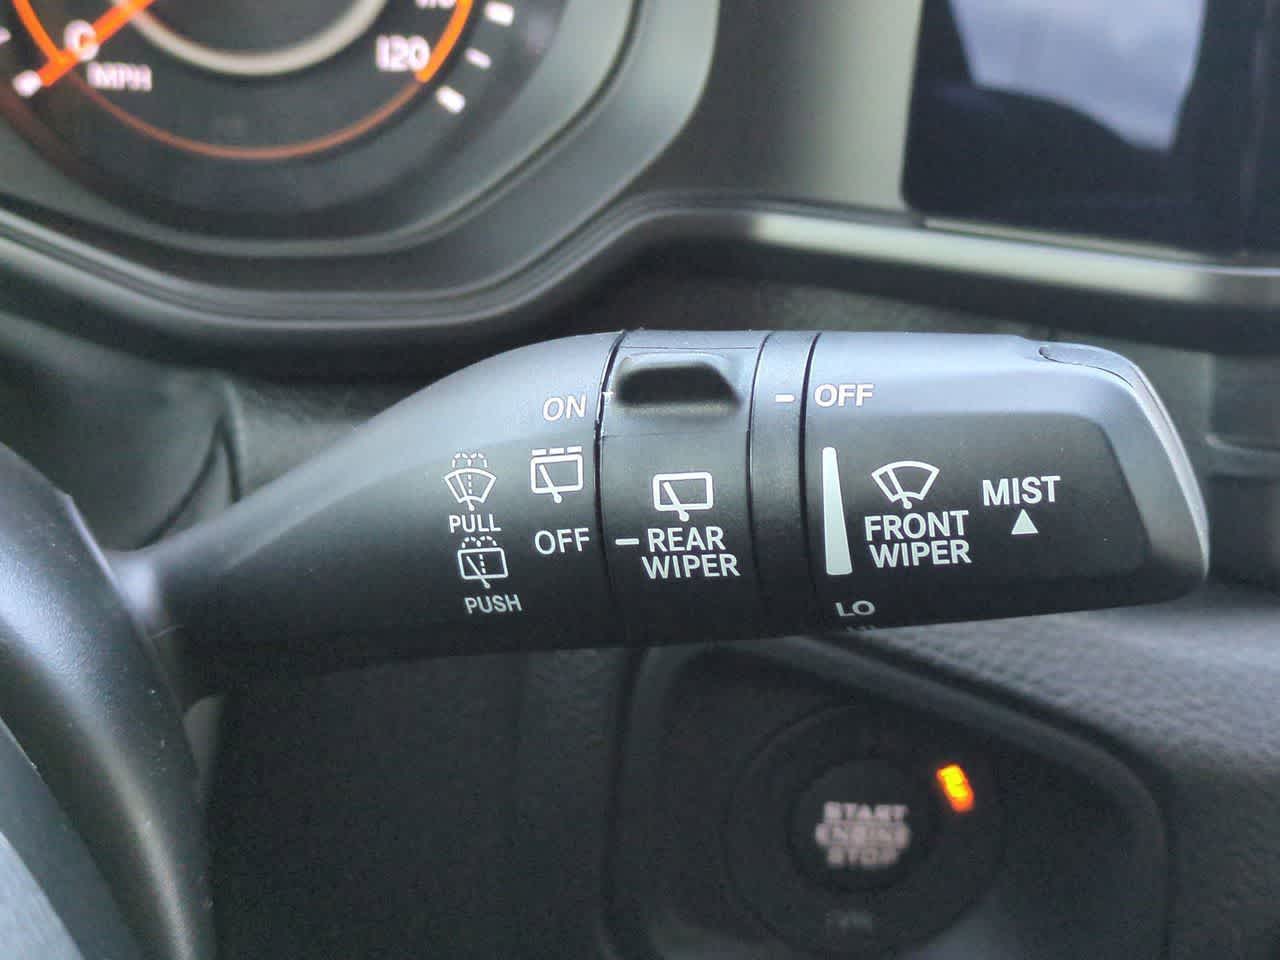 120
MPH
ON
OFF
PULL
OFF
PUSH
REAR
WIPER
FRONT
WIPER
MIST
LO
START
ENGINE
STOP